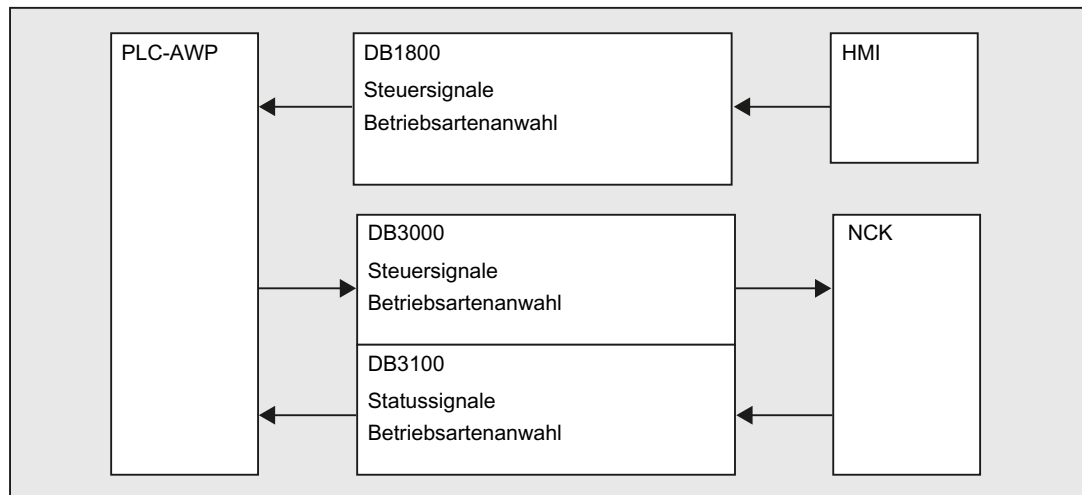 PLC-AWP
DB1800
Steuersignale
Betriebsartenanwahl
HMI
DB3000
Steuersignale
Betriebsartenanwahl
NCK
DB3100
Statussignale
Betriebsartenanwahl